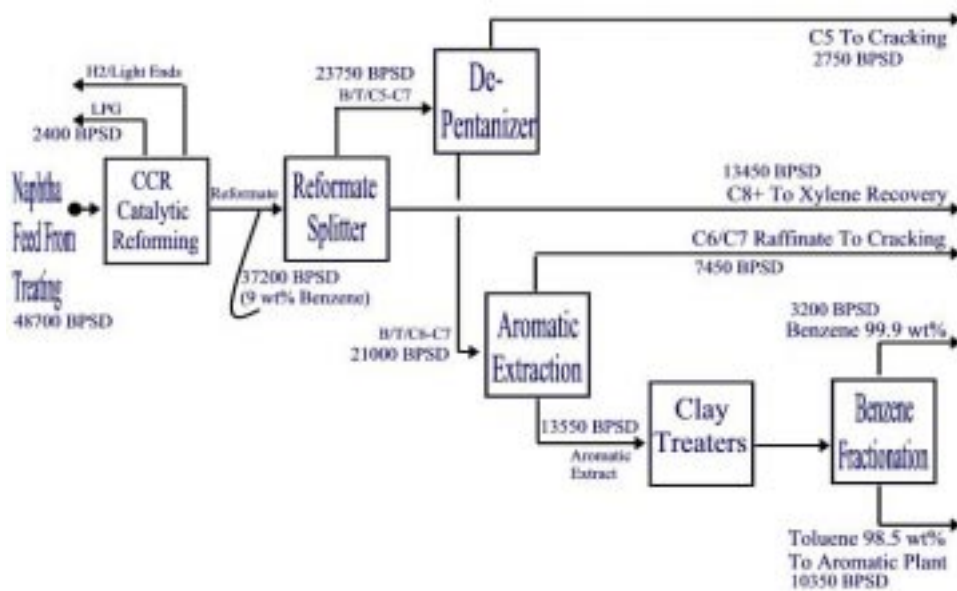 C5 To Cracking
2750 BPSD
De-
Pentanizer
23750 BPSD
B/T/C5-C7
H2/Light Ends
LPG
2400 BPSD
Naphtha
Feed From
Treating
48700 BPSD
CCR
Catalytic
Reforming
Reformate
Reformate
Splitter
37200 BPSD
(9 wt% Benzene)
13450 BPSD
C8+ To Xylene Recovery
C6/C7 Raffinate To Cracking
7450 BPSD
B/T/C6-C7
21000 BPSD
Aromatic
Extraction
13550 BPSD
Aromatic
Extract
Clay
Treaters
3200 BPSD
Benzene 99.9 wt%
Benzene
Fractionation
Toluene 98.5 wt%
To Aromatic Plant
10350 BPSD